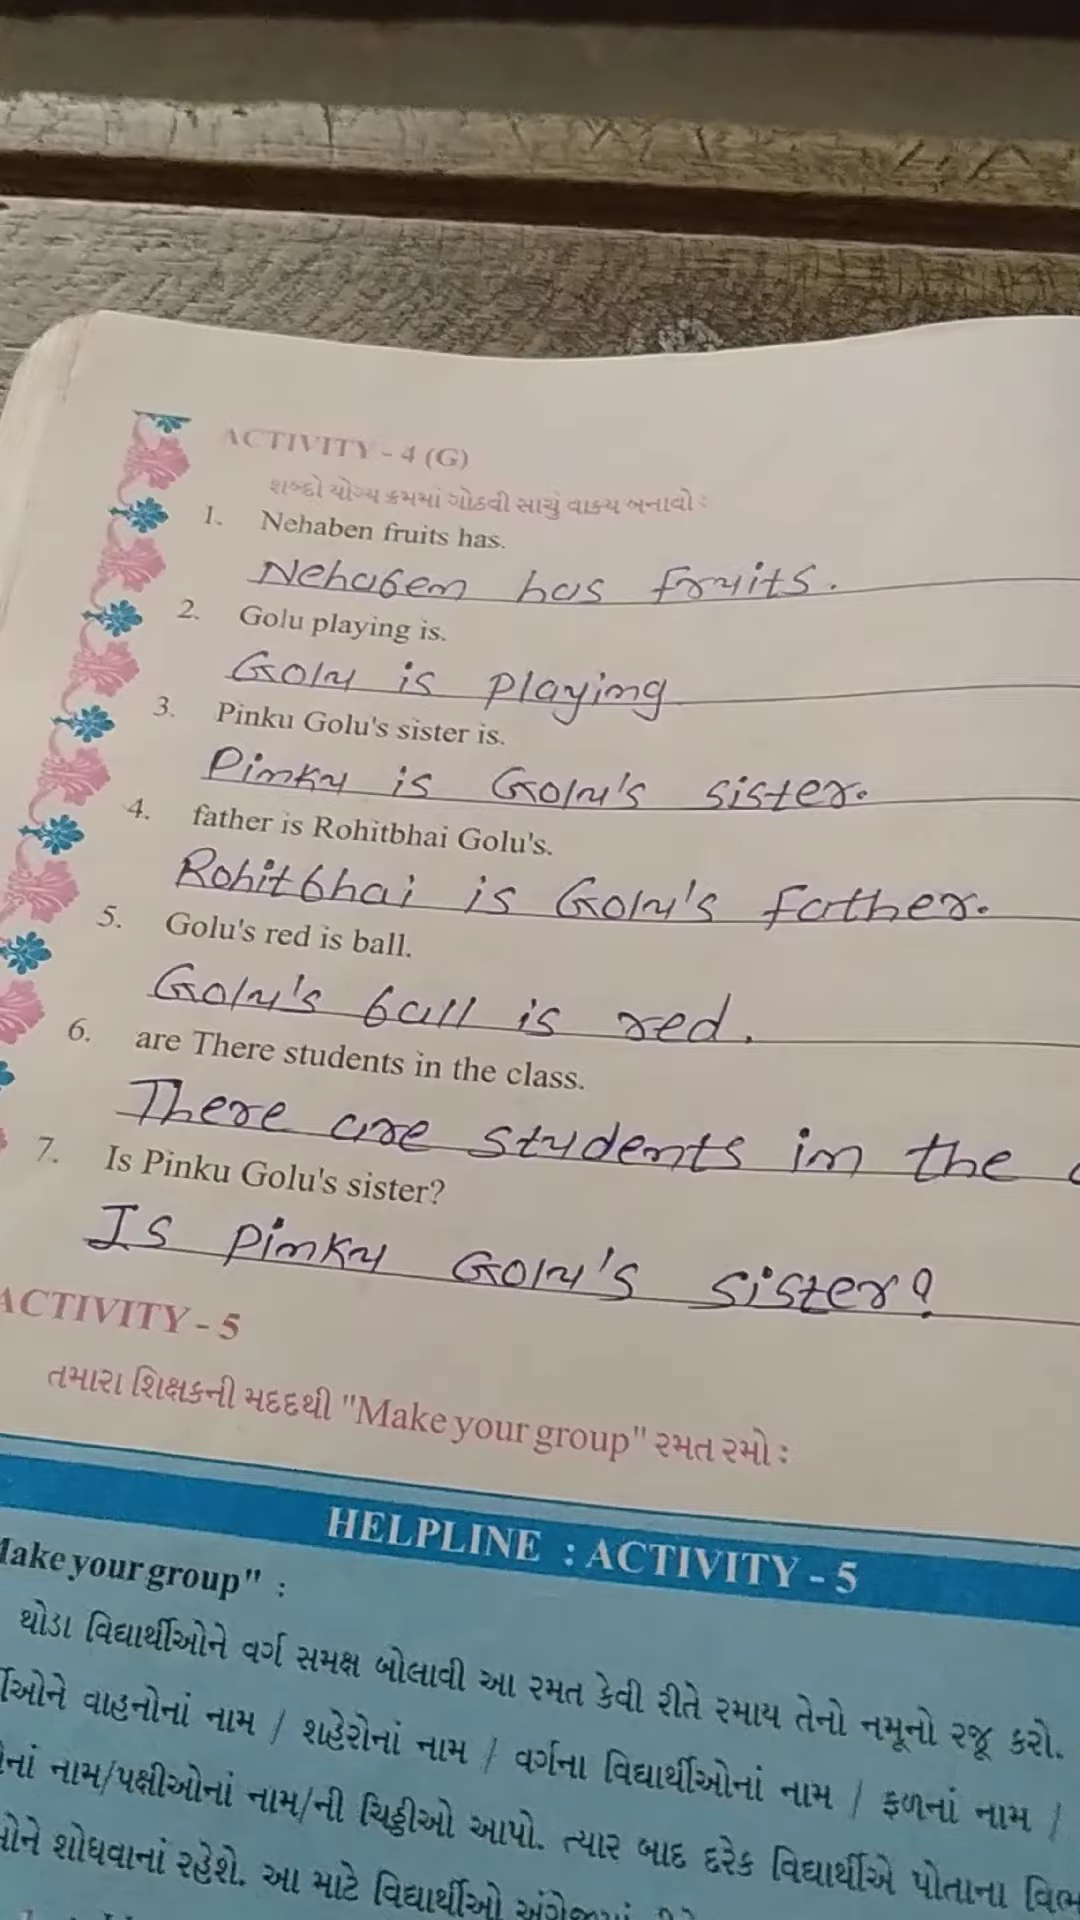 ACTIVITY - 4 (G)
શબ્દો યોગ્ય ક્રમમાં ગોઠવી સાચું વાક્ય બનાવો :
1. Nehaben fruits has.
Nehaben has fruits.
2. Golu playing is.
Golu is playing
3. Pinku Golu's sister is.
Pinku is Golu's sister.
4. father is Rohitbhai Golu's.
Rohitbhai is Golu's father.
5. Golu's red is ball.
Golu's ball is red.
6. are There students in the class.
There are students in the
7. Is Pinku Golu's sister?
Is Pinku Golu's sister?
ACTIVITY - 5
તમારા શિક્ષકની મદદથી "Make your group" રમત રમો :
HELPLINE : ACTIVITY - 5
Make your group" :
થોડા વિદ્યાર્થીઓને વર્ગ સમક્ષ બોલાવી આ રમત કેવી રીતે રમાય તેનો નમૂનો રજૂ કરો.
વાહનોનાં નામ / શહેરોનાં નામ / વર્ગના વિદ્યાર્થીઓનાં નામ / ફળનાં નામ /
નામ/પક્ષીઓનાં નામ/ની ચિઠ્ઠીઓ આપો. ત્યાર બાદ દરેક વિદ્યાર્થીએ પોતાના
શોધવાનાં રહેશે. આ માટે વિદ્યાર્થીઓ